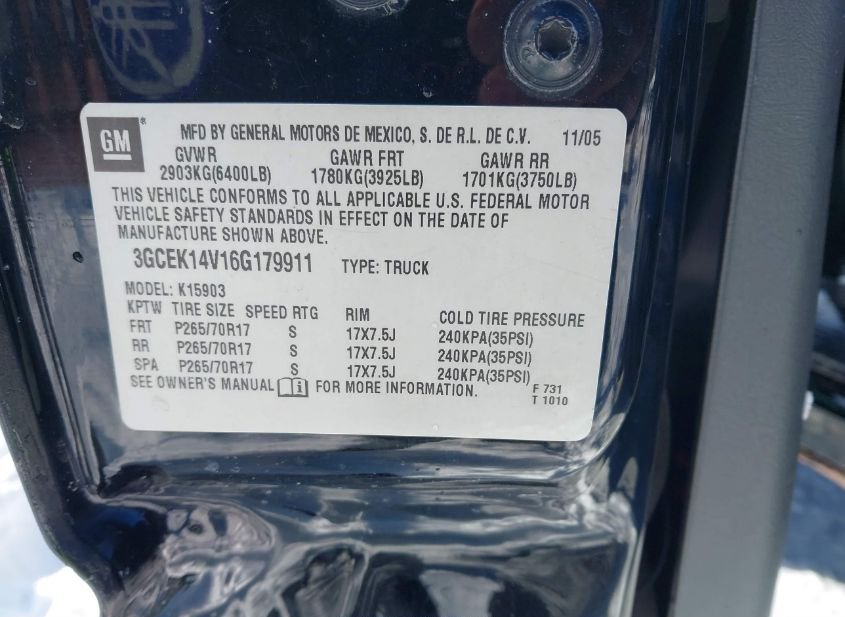 GM ® MFD BY GENERAL MOTORS DE MEXICO, S. DE R.L. DE C.V. 11/05
GVWR GAWR FRT GAWR RR
2903KG(6400LB) 1780KG(3925LB) 1701KG(3750LB)
THIS VEHICLE CONFORMS TO ALL APPLICABLE U.S. FEDERAL MOTOR
VEHICLE SAFETY STANDARDS IN EFFECT ON THE DATE OF
MANUFACTURE SHOWN ABOVE.
3GCEK14V16G179911 TYPE: TRUCK
MODEL: K15903
KPTW TIRE SIZE SPEED RTG RIM COLD TIRE PRESSURE
FRT P265/70R17 S 17X7.5J 240KPA(35PSI)
RR P265/70R17 S 17X7.5J 240KPA(35PSI)
SPA P265/70R17 S 17X7.5J 240KPA(35PSI)
SEE OWNER'S MANUAL i FOR MORE INFORMATION. F 731
T 1010